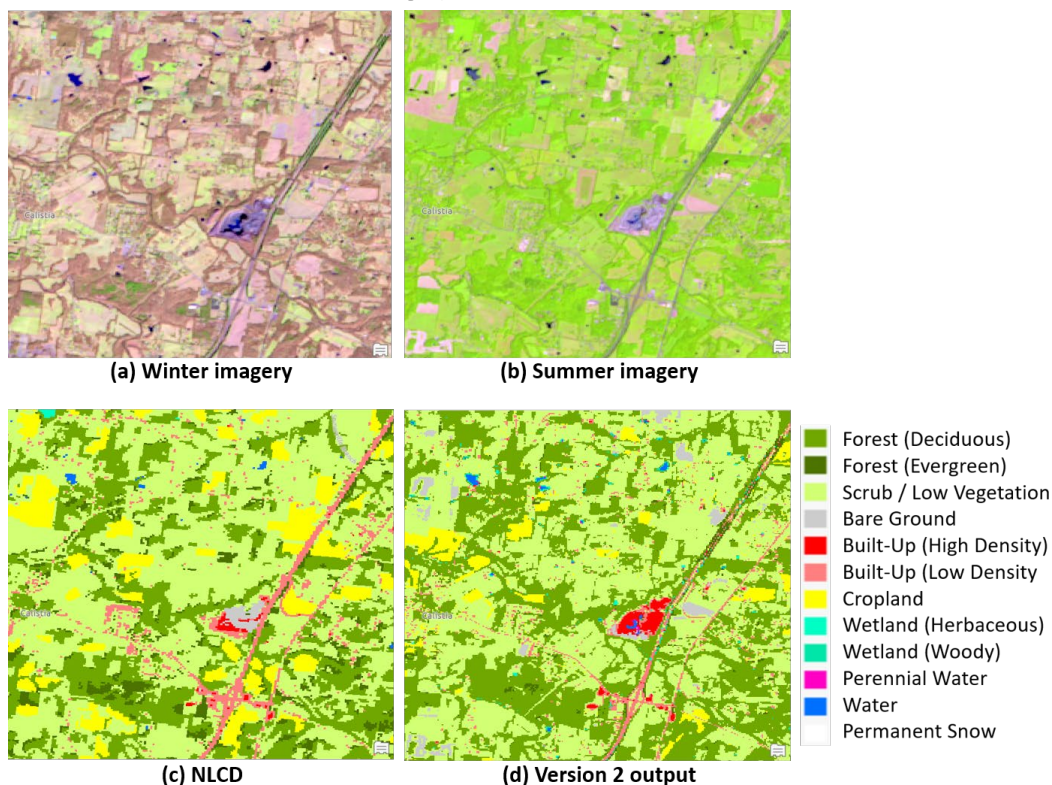 Calistia
Calistia
(a) Winter imagery
(b) Summer imagery
Calistia
Calistia
(c) NLCD
(d) Version 2 output
Forest (Deciduous)
Forest (Evergreen)
Scrub / Low Vegetation
Bare Ground
Built-Up (High Density)
Built-Up (Low Density
Cropland
Wetland (Herbaceous)
Wetland (Woody)
Perennial Water
Water
Permanent Snow